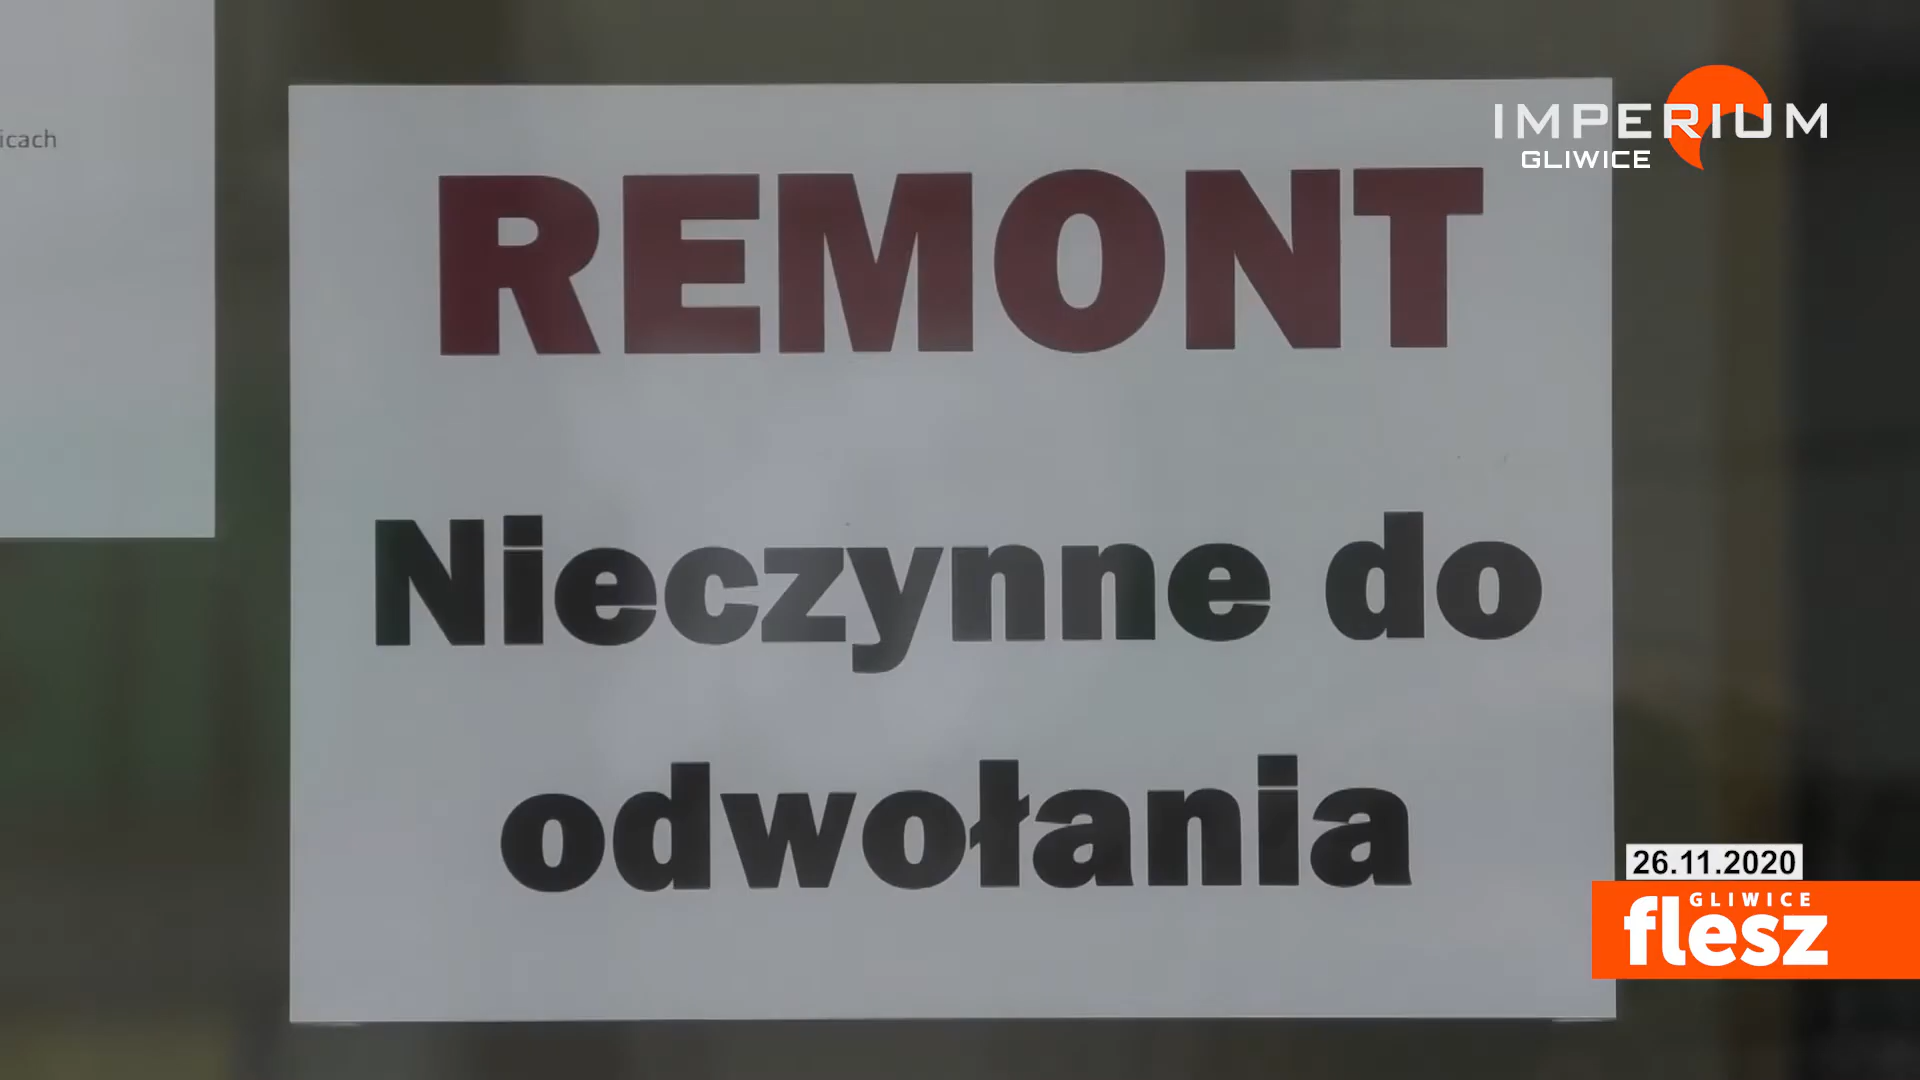 icach
IMPERIUM
GLIWICE
REMONT
Nieczynne do
odwołania
26.11.2020
GLIWICE
flesz